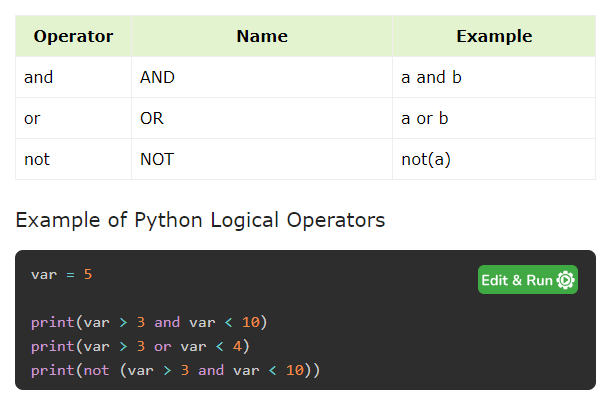 Operator Name Example
and AND a and b
or OR a or b
not NOT not(a)
Example of Python Logical Operators
var = 5
Edit & Run
print(var > 3 and var < 10)
print(var > 3 or var < 4)
print(not (var > 3 and var < 10))